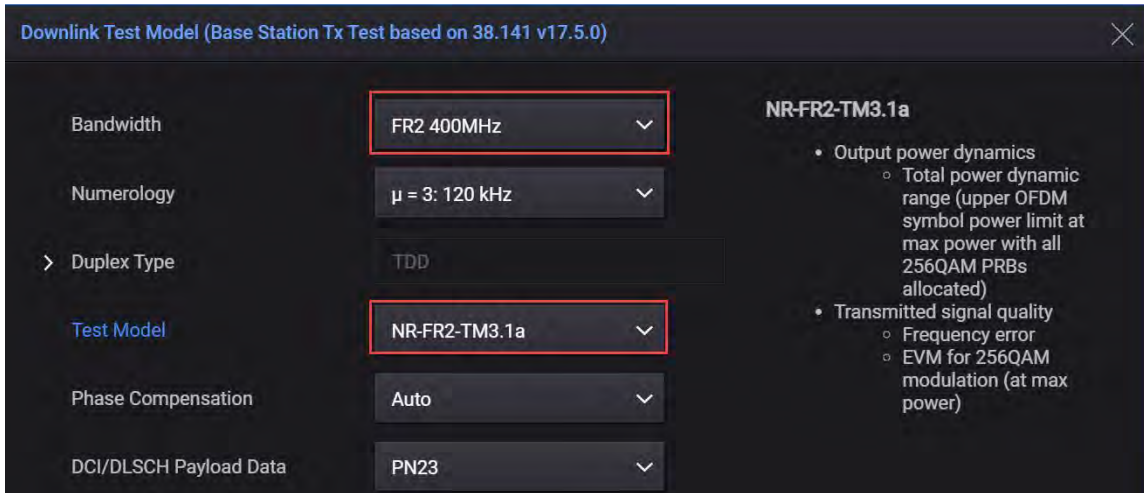 Downlink Test Model (Base Station Tx Test based on 38.141 v17.5.0)
Bandwidth
FR2 400MHz
Numerology
μ = 3: 120 kHz
Duplex Type
TDD
Test Model
NR-FR2-TM3.1a
Phase Compensation
Auto
DCI/DLSCH Payload Data
PN23
NR-FR2-TM3.1a
• Output power dynamics
○ Total power dynamic
range (upper OFDM
symbol power limit at
max power with all
256QAM PRBs
allocated)
• Transmitted signal quality
○ Frequency error
○ EVM for 256QAM
modulation (at max
power)